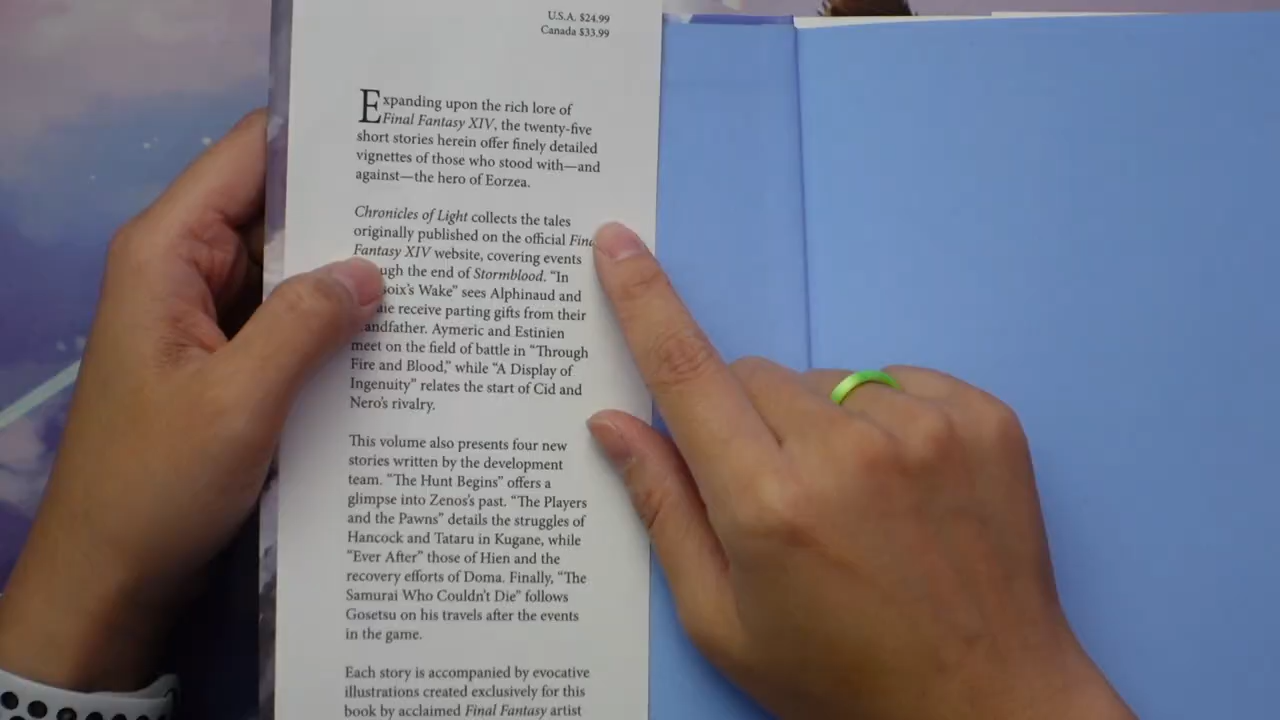 U.S.A. $24.99
Canada $33.99
Expanding upon the rich lore of
Final Fantasy XIV, the twenty-five
short stories herein offer finely detailed
vignettes of those who stood with—and
against—the hero of Eorzea.
Chronicles of Light collects the tales
originally published on the official
Fantasy XIV website, covering events
the end of Stormblood. “In
Wake” sees Alphinaud and
receive parting gifts from their
Aymeric and Estinien
meet on the field of battle in “Through
Fire and Blood,” while “A Display of
Ingenuity” relates the start of Cid and
Nero’s rivalry.
This volume also presents four new
stories written by the development
team. “The Hunt Begins” offers a
glimpse into Zenos’s past. “The Players
and the Pawns” details the struggles of
Hancock and Tataru in Kugane, while
“Ever After” those of Hien and the
recovery efforts of Doma. Finally, “The
Samurai Who Couldn’t Die” follows
Gosetsu on his travels after the events
in the game.
Each story is accompanied by evocative
illustrations created exclusively for this
book by acclaimed Final Fantasy artist